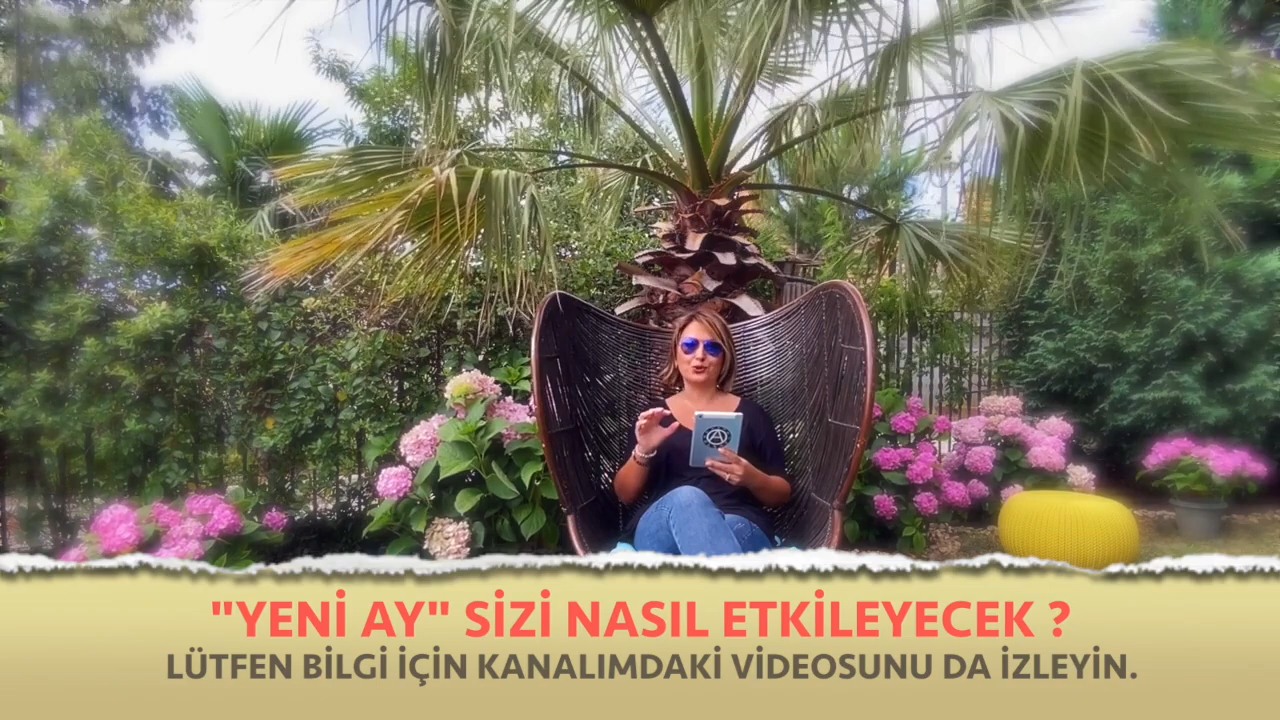 "YENİ AY" SİZİ NASIL ETKİLEYECEK ?
LÜTFEN BİLGİ İÇİN KANALIMDAKİ VİDEOSUNU DA İZLEYİN.